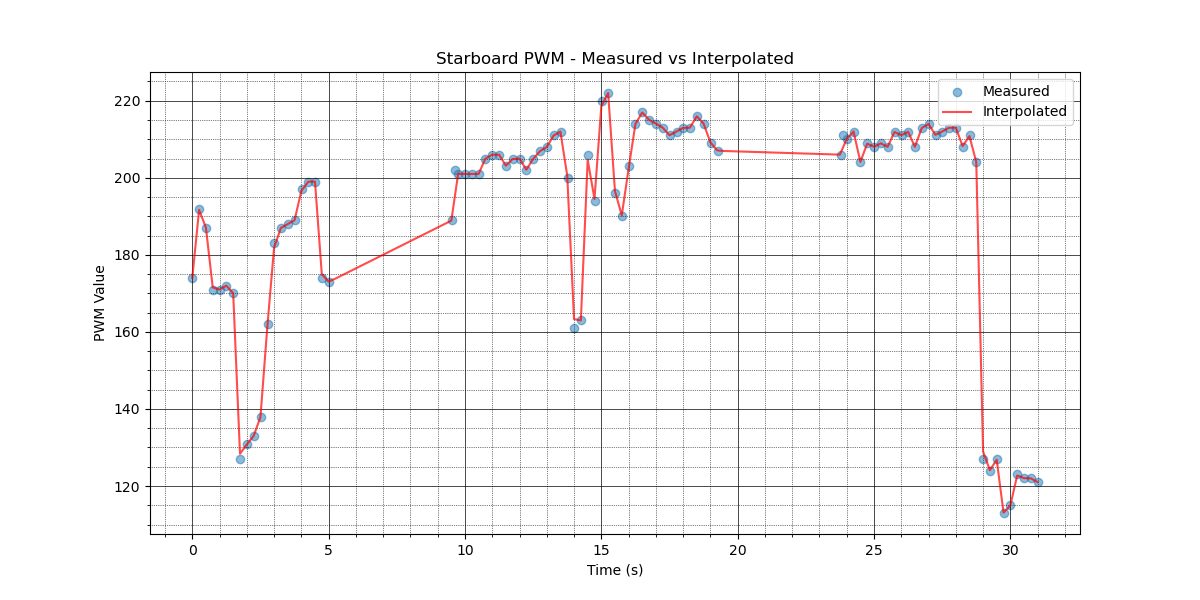 Starboard PWM - Measured vs Interpolated
Measured
Interpolated
PWM Value
220
200
180
160
140
120
0 5 10 15 20 25 30
Time (s)